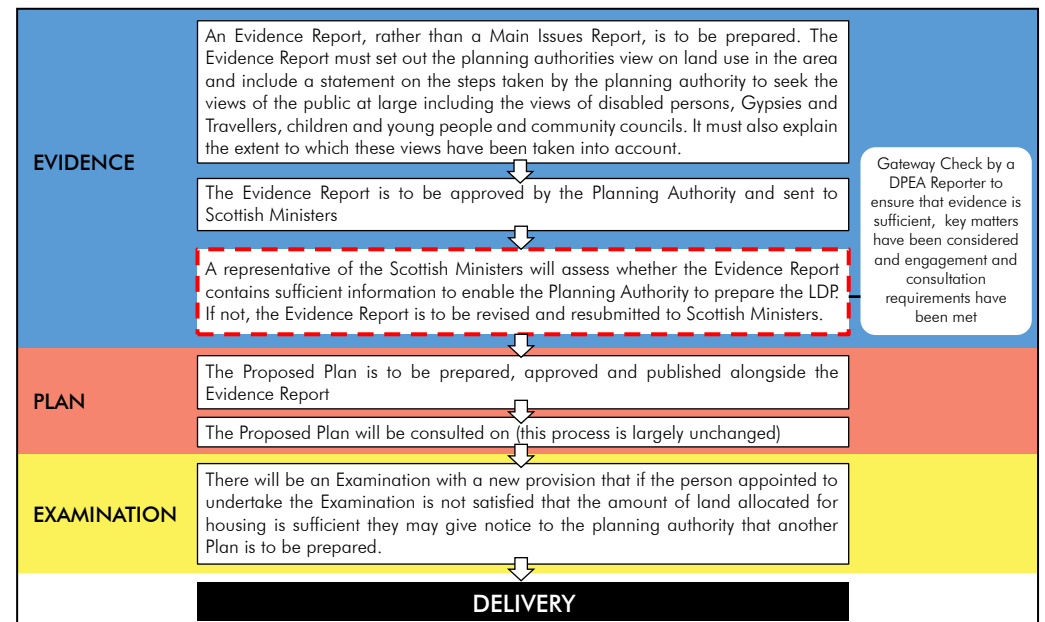 An Evidence Report, rather than a Main Issues Report, is to be prepared. The
Evidence Report must set out the planning authorities view on land use in the area
and include a statement on the steps taken by the planning authority to seek the
views of the public at large including the views of disabled persons, Gypsies and
Travellers, children and young people and community councils. It must also explain
the extent to which these views have been taken into account.
EVIDENCE
The Evidence Report is to be approved by the Planning Authority and sent to
Scottish Ministers
A representative of the Scottish Ministers will assess whether the Evidence Report
contains sufficient information to enable the Planning Authority to prepare the LDP.
If not, the Evidence Report is to be revised and resubmitted to Scottish Ministers.
Gateway Check by a
DPEA Reporter to
ensure that evidence is
sufficient, key matters
have been considered
and engagement and
consultation
requirements have
been met
PLAN
The Proposed Plan is to be prepared, approved and published alongside the
Evidence Report
The Proposed Plan will be consulted on (this process is largely unchanged)
EXAMINATION
There will be an Examination with a new provision that if the person appointed to
undertake the Examination is not satisfied that the amount of land allocated for
housing is sufficient they may give notice to the planning authority that another
Plan is to be prepared.
DELIVERY